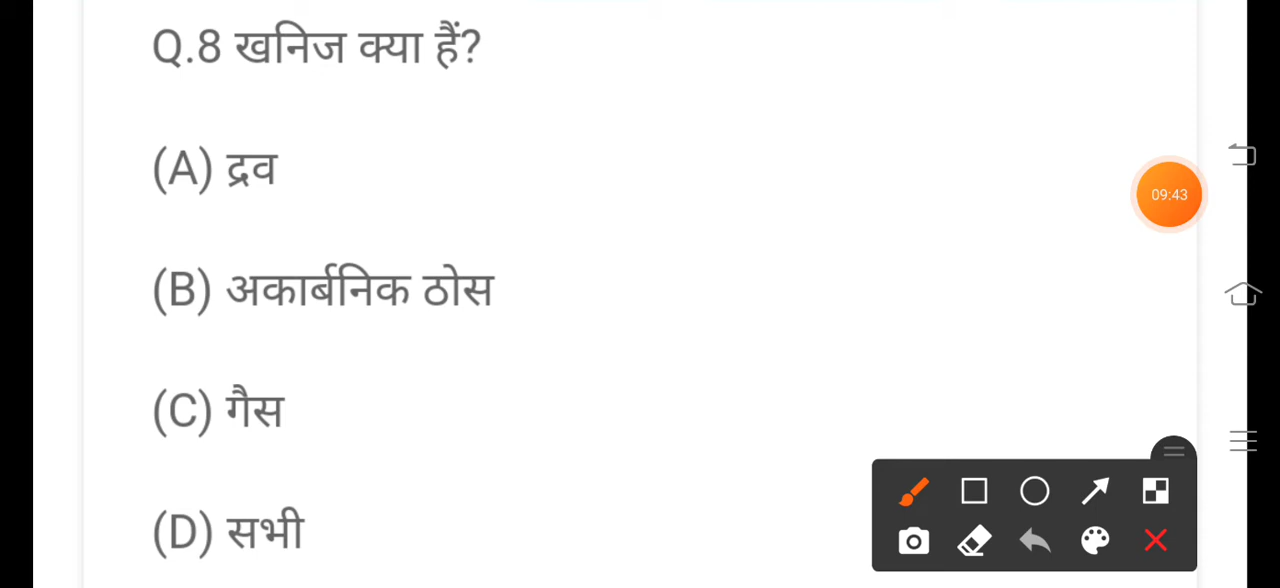 Q.8 खनिज क्या हैं?
(A) द्रव
09:43
(B) अकार्बनिक ठोस
(C) गैस
(D) सभी